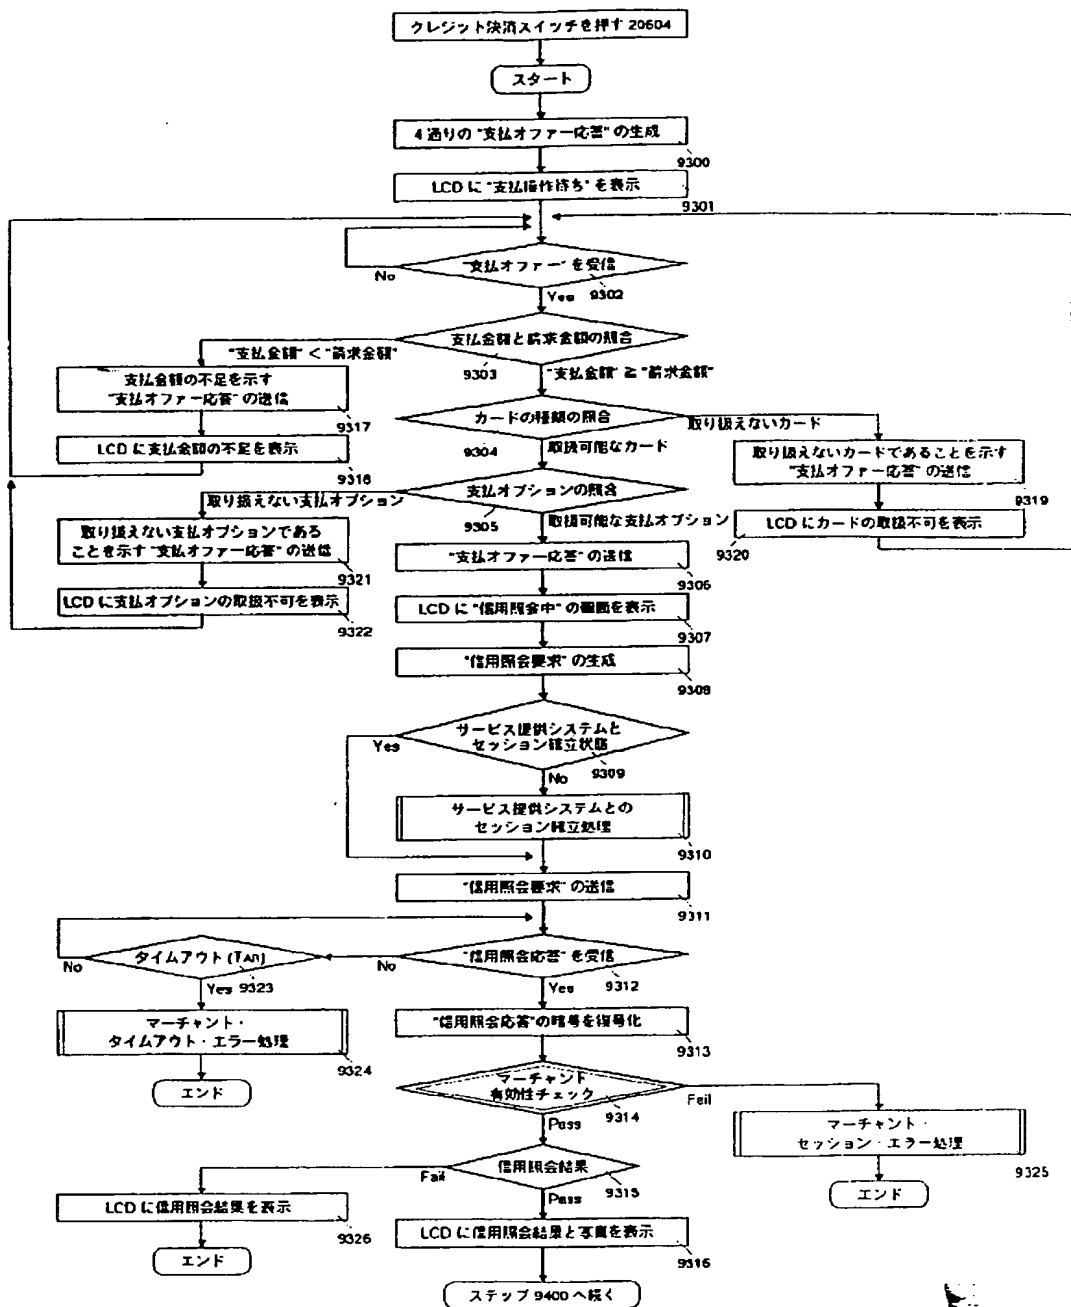 クレジット決済スイッチを押す 20604
スタート
4 通りの "支払オファー応答" の生成
9300
LCD に "支払操作待ち" を表示
9301
"支払オファー" を受信
No
9302
Yes
支払金額と請求金額の照合
"支払金額" < "請求金額"
9303
"支払金額" ≧ "請求金額"
支払金額の不足を示す
"支払オファー応答" の送信
9317
カードの種類の照合
取り扱えないカード
9304
取扱可能なカード
LCD に支払金額の不足を表示
9318
取り扱えないカードであることを示す
"支払オファー応答" の送信
9319
支払オプションの照合
取り扱えない支払オプション
9305
取扱可能な支払オプション
LCD にカードの取扱不可を表示
9320
取り扱えない支払オプションである
ことを示す "支払オファー応答" の送信
9321
"支払オファー応答" の送信
9306
LCD に支払オプションの取扱不可を表示
9322
LCD に "信用照会中" の画面を表示
9307
"信用照会要求" の生成
9308
サービス提供システムと
セッション確立状態
Yes
9309
No
サービス提供システムとの
セッション確立処理
9310
"信用照会要求" の送信
9311
タイムアウト (TAn)
No
9323
Yes
"信用照会応答" を受信
No
9312
Yes
マーチャント・
タイムアウト・エラー処理
9324
エンド
"信用照会応答"の暗号を復号化
9313
マーチャント
有効性チェック
9314
Fail
Pass
マーチャント・
セッション・エラー処理
9325
エンド
信用照会結果
Fail
9315
Pass
LCD に信用照会結果を表示
9326
エンド
LCD に信用照会結果と写真を表示
9316
ステップ 9400 へ続く